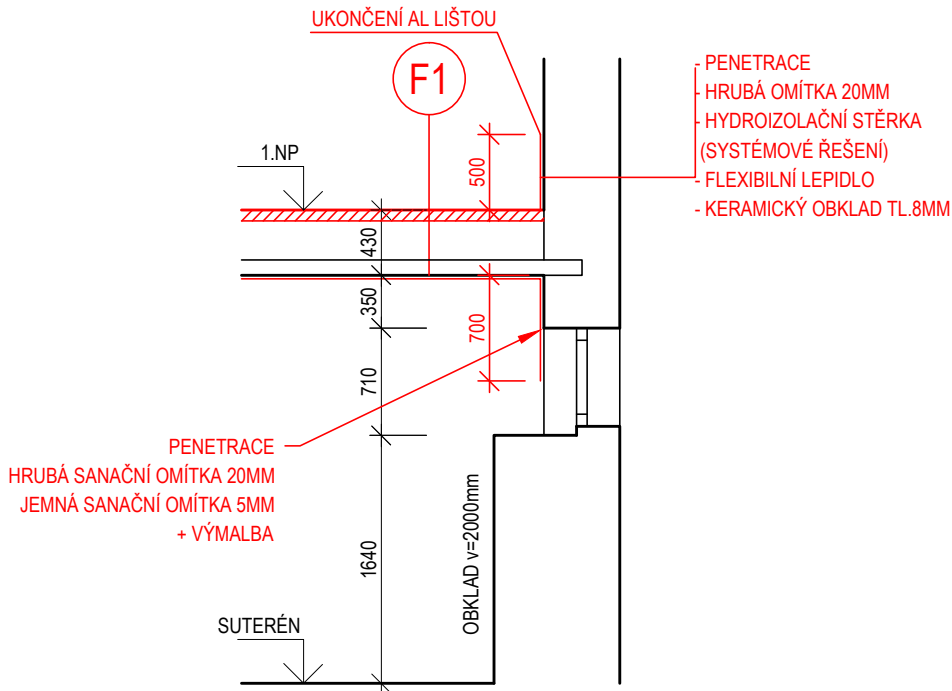 UKONČENÍ AL LIŠTOU
F1
- PENETRACE
- HRUBÁ OMÍTKA 20MM
- HYDROIZOLAČNÍ STĚRKA
(SYSTÉMOVÉ ŘEŠENÍ)
- FLEXIBILNÍ LEPIDLO
- KERAMICKÝ OBKLAD TL.8MM
1.NP
500
430
350
700
710
PENETRACE
HRUBÁ SANAČNÍ OMÍTKA 20MM
JEMNÁ SANAČNÍ OMÍTKA 5MM
+ VÝMALBA
1640
OBKLAD v=2000mm
SUTERÉN